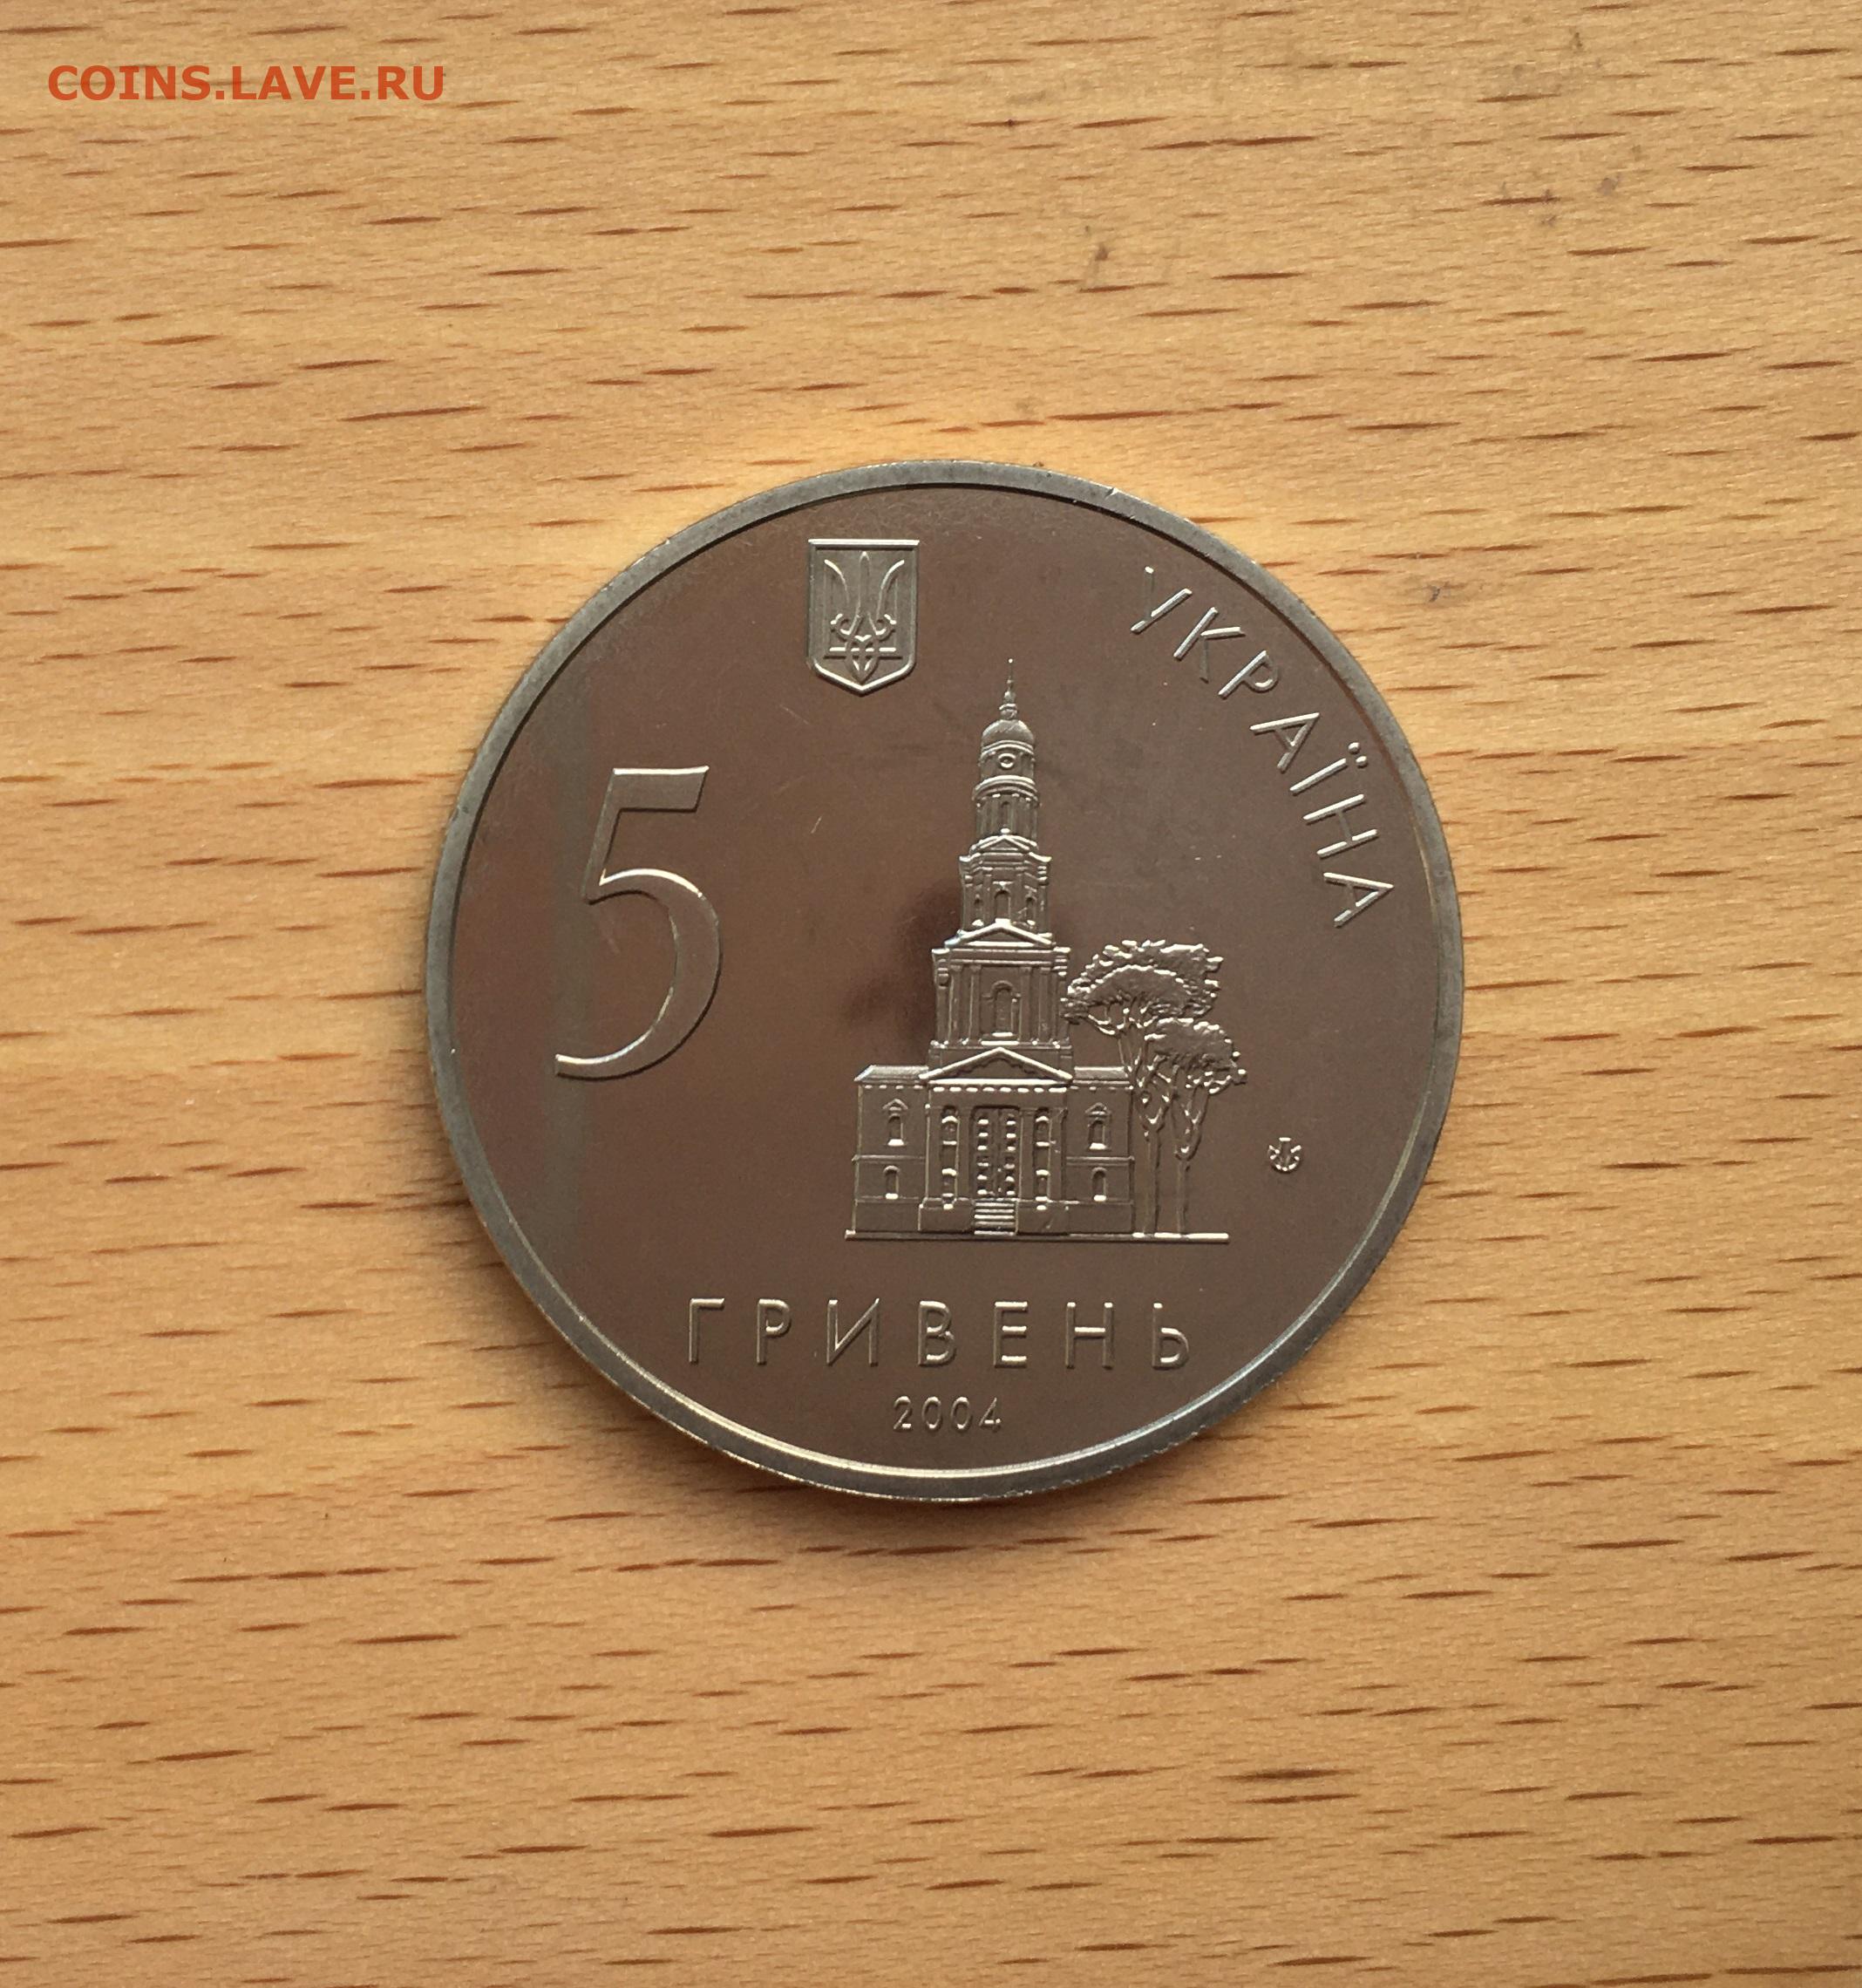 COINS.LAVE.RU
УКРАЇНА
5
ГРИВЕНЬ
2004